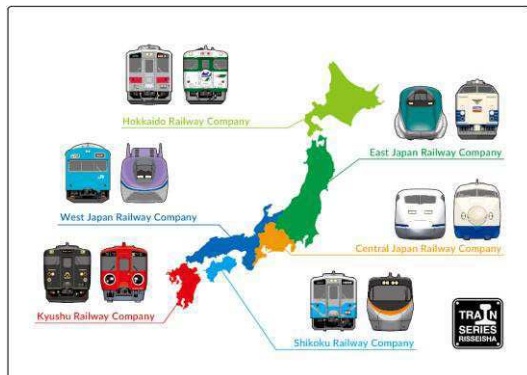 Hokkaido Railway Company
East Japan Railway Company
West Japan Railway Company
Central Japan Railway Company
Kyushu Railway Company
Shikoku Railway Company
TRAIN
SERIES
RISSEISHA